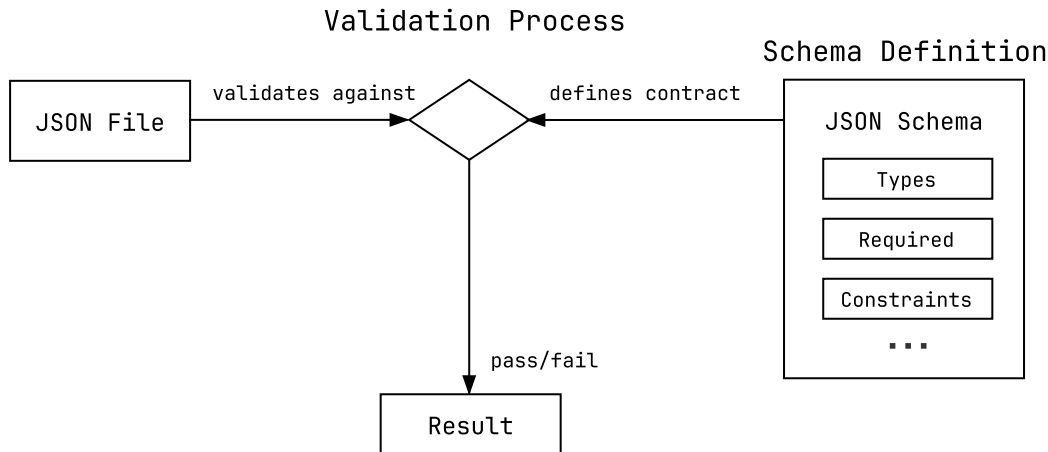 Validation Process
Schema Definition
JSON File
validates against
defines contract
JSON Schema
Types
Required
Constraints
...
pass/fail
Result